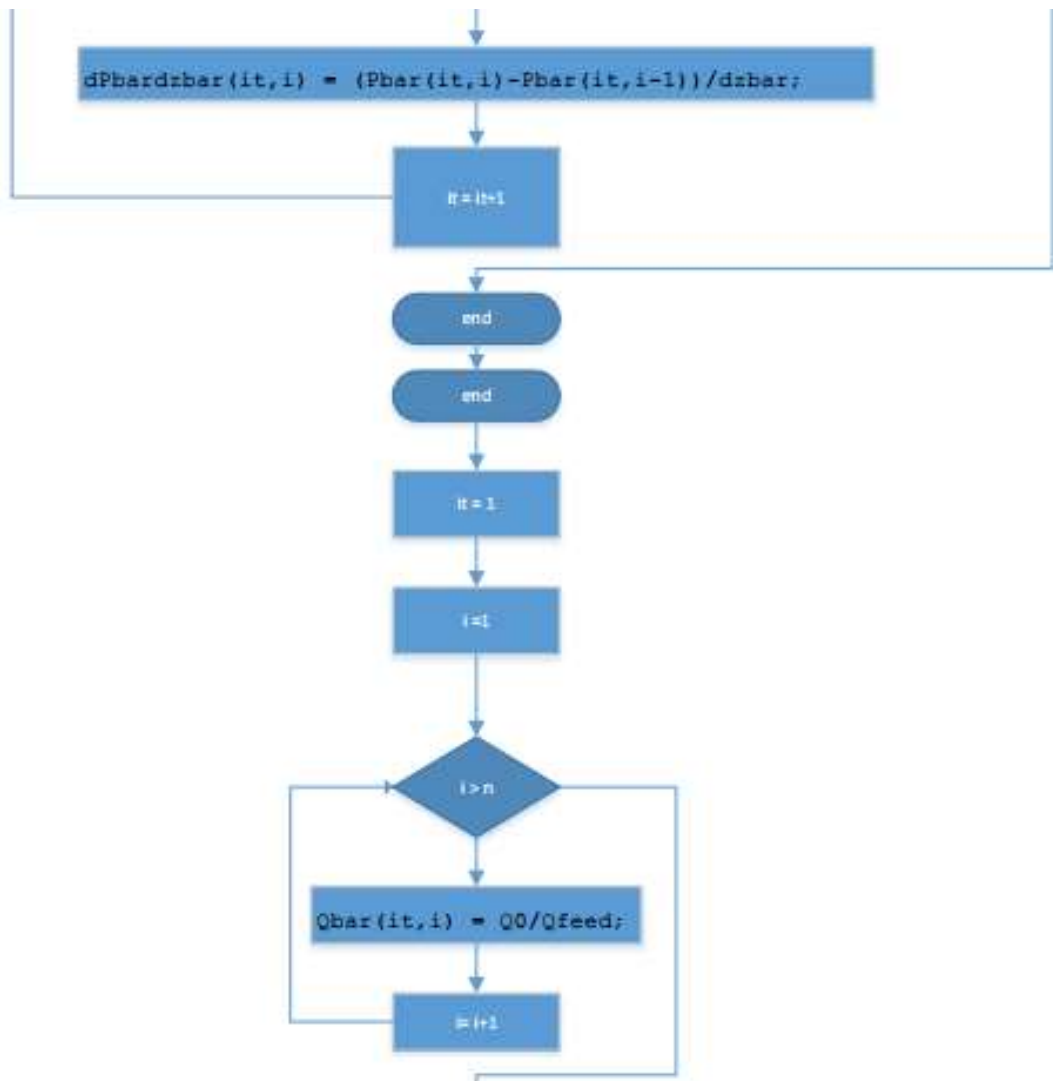 dPbardzbar(it,i) = (Pbar(it,i)-Pbar(it,i-1))/dzbar;
it = it+1
end
end
it = 1
i =1
i > n
Qbar(it,i) = Q0/Qfeed;
i= i+1